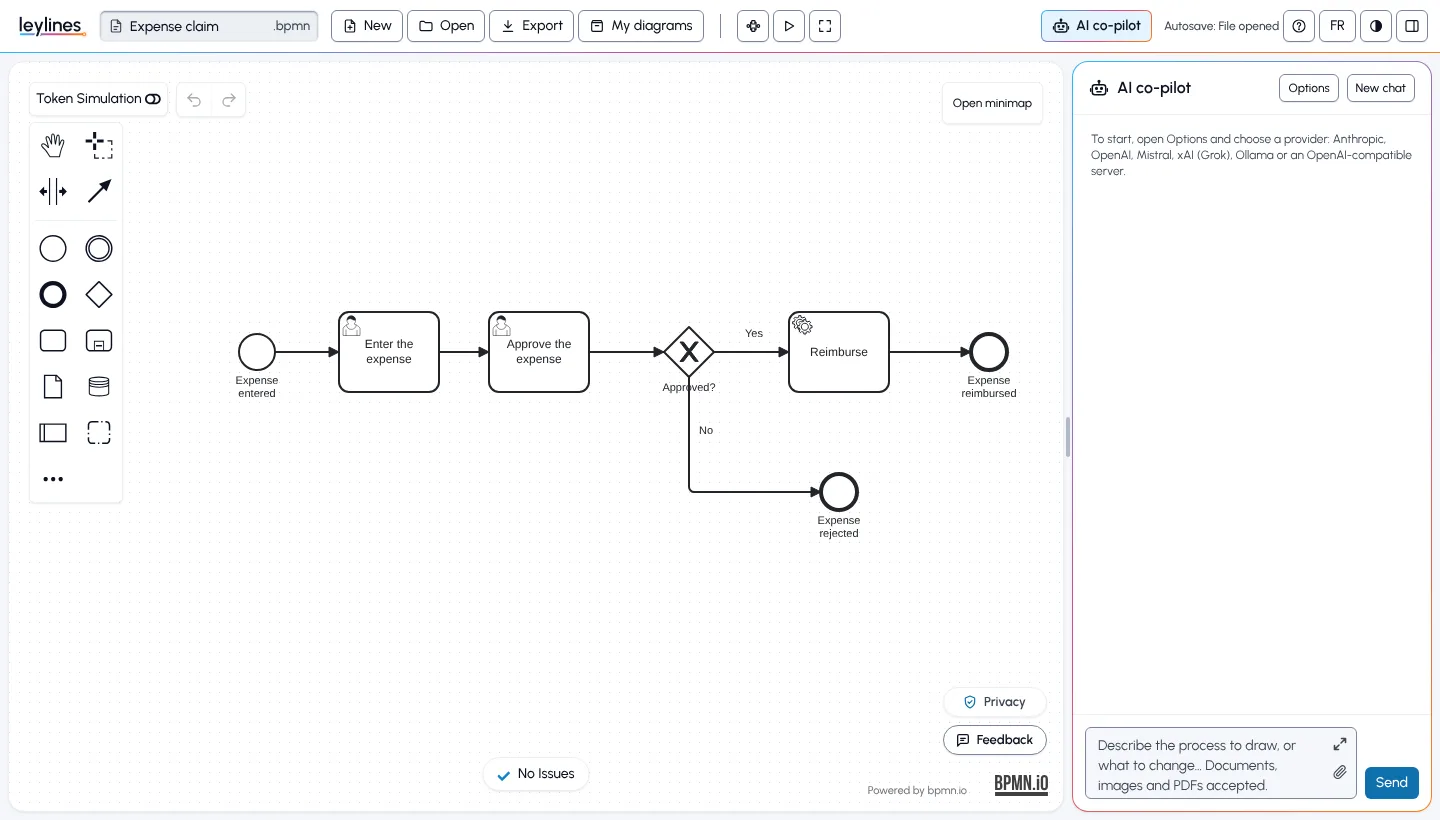 leylines
Expense claim .bpmn
New
Open
Export
My diagrams
AI co-pilot
Autosave: File opened
FR
Token Simulation
Open minimap
AI co-pilot
Options
New chat
To start, open Options and choose a provider: Anthropic,
OpenAI, Mistral, xAI (Grok), Ollama or an OpenAI-compatible
server.
Expense
entered
Enter the
expense
Approve the
expense
Approved?
Yes
Reimburse
Expense
reimbursed
No
Expense
rejected
Privacy
Feedback
No Issues
Powered by bpmn.io
BPMN.iO
Describe the process to draw, or
what to change... Documents,
images and PDFs accepted.
Send